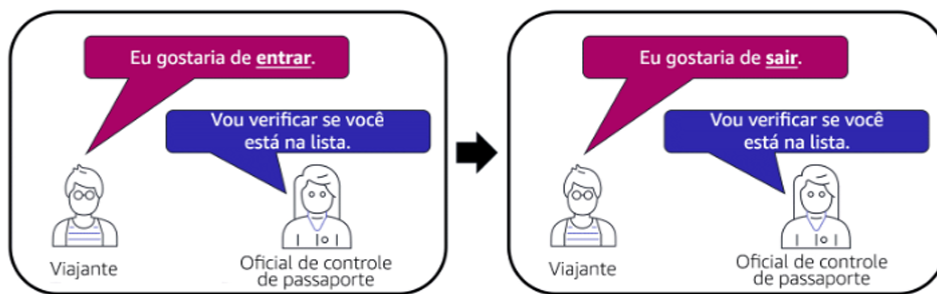 Eu gostaria de entrar.
Vou verificar se você
está na lista.
Viajante
Oficial de controle
de passaporte
Eu gostaria de sair.
Vou verificar se você
está na lista.
Viajante
Oficial de controle
de passaporte